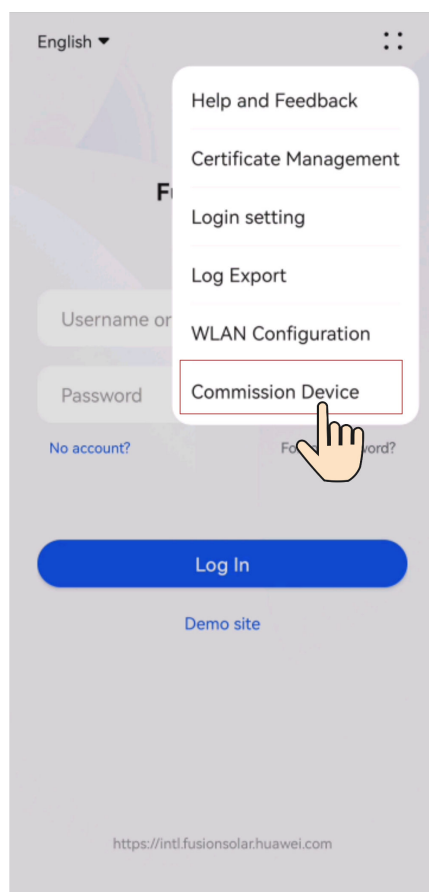 English
Help and Feedback
Certificate Management
Login setting
Log Export
WLAN Configuration
Commission Device
Username or
Password
No account?
Log In
Demo site
https://intl.fusionsolar.huawei.com